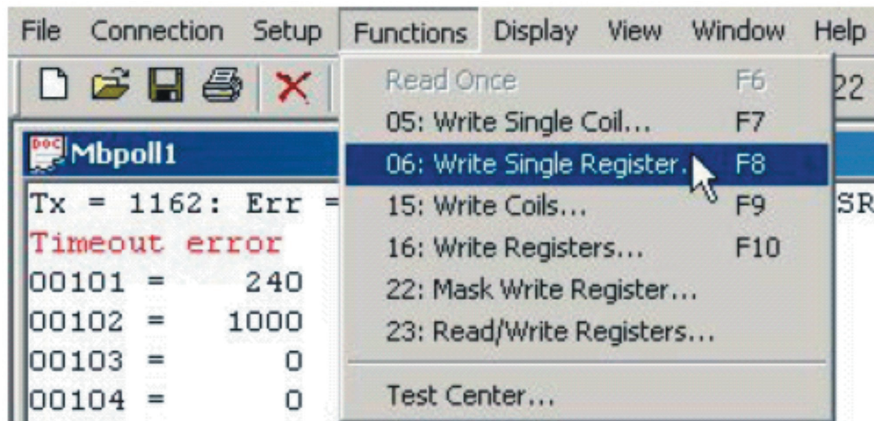 File Connection Setup Functions Display View Window Help
22
Read Once F6
05: Write Single Coil... F7
06: Write Single Register.. F8
15: Write Coils... F9
16: Write Registers... F10
22: Mask Write Register...
23: Read/Write Registers...
Test Center...
DOC
Mbpoll1
Tx = 1162: Err = SR
Timeout error
00101 = 240
00102 = 1000
00103 = 0
00104 = 0